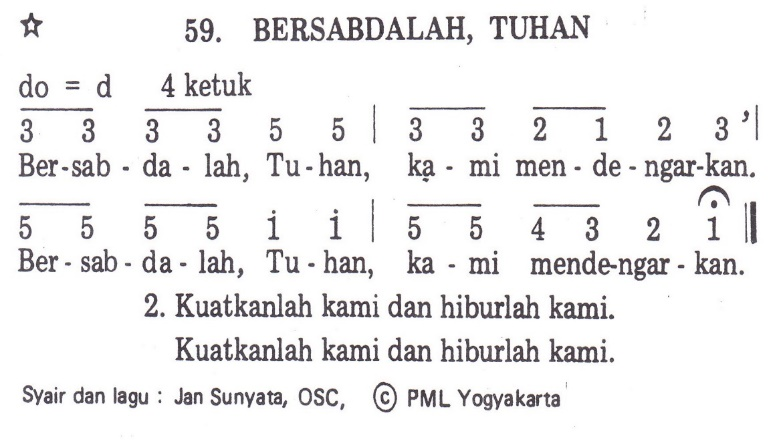 ☆ 59. BERSABDALAH, TUHAN
do = d 4 ketuk
3 3 3 3 5 5 | 3 3 2 1 2 3 ’|
Ber-sab - da - lah, Tu-han, | ka - mi men - de - ngar-kan.
5 5 5 5 i i | 5 5 4 3 2 1 ||
Ber - sab - da - lah, Tu - han, ka - mi mende-ngar - kan.
2. Kuatkanlah kami dan hiburlah kami.
Kuatkanlah kami dan hiburlah kami.
Syair dan lagu : Jan Sunyata, OSC, © PML Yogyakarta